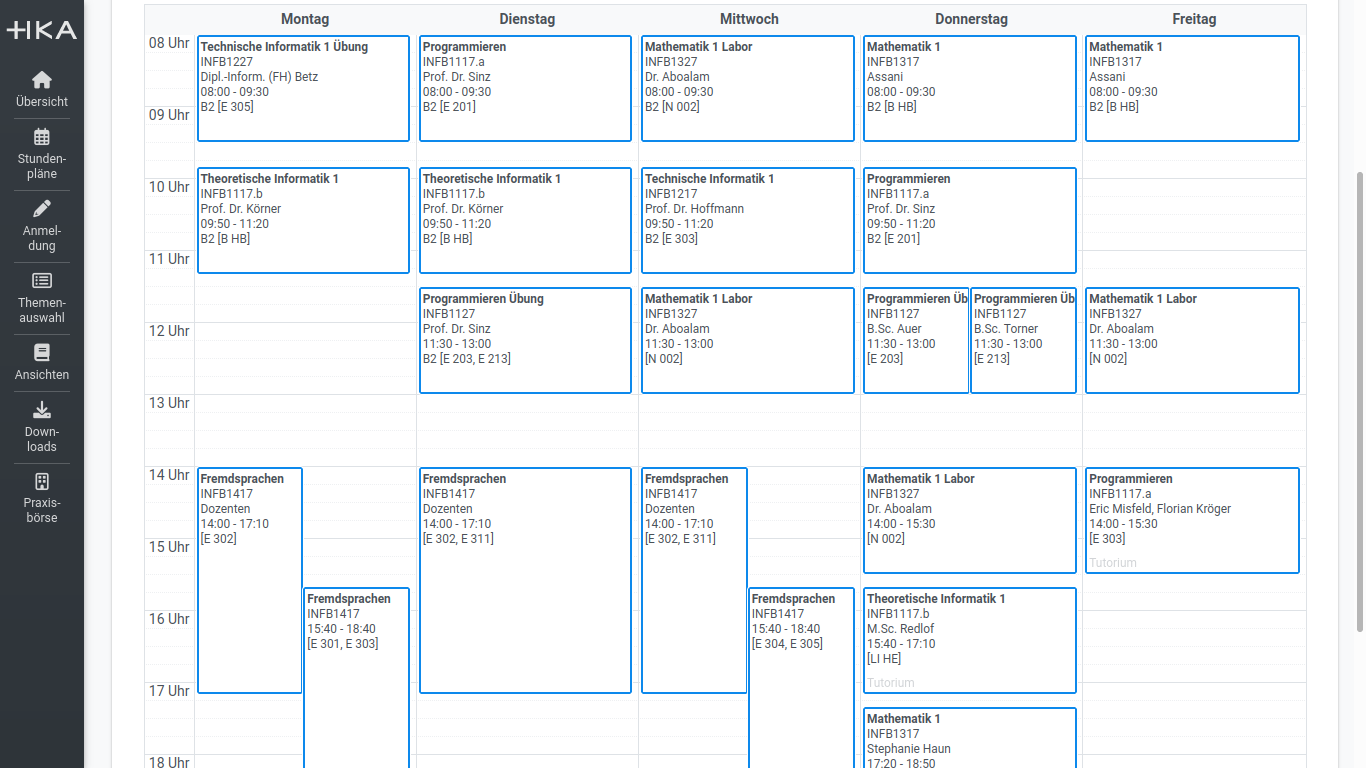 HKA
Übersicht
Stunden-
pläne
Anmel-
dung
Themen-
auswahl
Ansichten
Down-
loads
Praxis-
börse
Montag
Dienstag
Mittwoch
Donnerstag
Freitag
08 Uhr
09 Uhr
10 Uhr
11 Uhr
12 Uhr
13 Uhr
14 Uhr
15 Uhr
16 Uhr
17 Uhr
18 Uhr
Technische Informatik 1 Übung
INFB1227
Dipl.-Inform. (FH) Betz
08:00 - 09:30
B2 [E 305]
Theoretische Informatik 1
INFB1117.b
Prof. Dr. Körner
09:50 - 11:20
B2 [B HB]
Fremdsprachen
INFB1417
Dozenten
14:00 - 17:10
[E 302]
Fremdsprachen
INFB1417
15:40 - 18:40
[E 301, E 303]
Programmieren
INFB1117.a
Prof. Dr. Sinz
08:00 - 09:30
B2 [E 201]
Theoretische Informatik 1
INFB1117.b
Prof. Dr. Körner
09:50 - 11:20
B2 [B HB]
Programmieren Übung
INFB1127
Prof. Dr. Sinz
11:30 - 13:00
B2 [E 203, E 213]
Fremdsprachen
INFB1417
Dozenten
14:00 - 17:10
[E 302, E 311]
Mathematik 1 Labor
INFB1327
Dr. Aboalam
08:00 - 09:30
B2 [N 002]
Technische Informatik 1
INFB1217
Prof. Dr. Hoffmann
09:50 - 11:20
B2 [E 303]
Mathematik 1 Labor
INFB1327
Dr. Aboalam
11:30 - 13:00
[N 002]
Fremdsprachen
INFB1417
Dozenten
14:00 - 17:10
[E 302, E 311]
Fremdsprachen
INFB1417
15:40 - 18:40
[E 304, E 305]
Mathematik 1
INFB1317
Assani
08:00 - 09:30
B2 [B HB]
Programmieren
INFB1117.a
Prof. Dr. Sinz
09:50 - 11:20
B2 [E 201]
Programmieren Üb
INFB1127
B.Sc. Auer
11:30 - 13:00
[E 203]
Programmieren Üb
INFB1127
B.Sc. Torner
11:30 - 13:00
[E 213]
Mathematik 1 Labor
INFB1327
Dr. Aboalam
14:00 - 15:30
[N 002]
Theoretische Informatik 1
INFB1117.b
M.Sc. Redlof
15:40 - 17:10
[LI HE]
Tutorium
Mathematik 1
INFB1317
Stephanie Haun
17:20 - 18:50
Mathematik 1
INFB1317
Assani
08:00 - 09:30
B2 [B HB]
Mathematik 1 Labor
INFB1327
Dr. Aboalam
11:30 - 13:00
[N 002]
Programmieren
INFB1117.a
Eric Misfeld, Florian Kröger
14:00 - 15:30
[E 303]
Tutorium